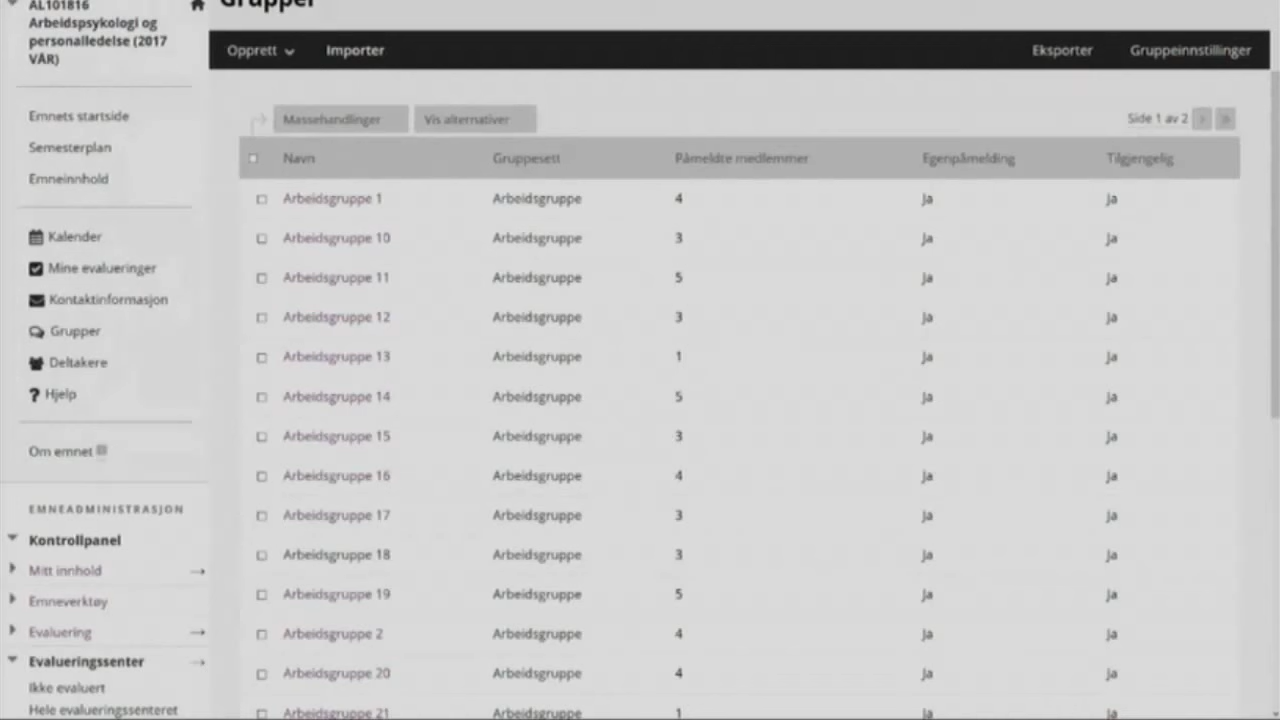 AL101816
Arbeidspsykologi og
personalledelse (2017
VÅR)
Emnets startside
Semesterplan
Emneinnhold
Kalender
Mine evalueringer
Kontaktinformasjon
Grupper
Deltakere
Hjelp
Om emnet
EMNEADMINISTRASJON
Kontrollpanel
Mitt innhold
Emneverktøy
Evaluering
Evalueringssenter
Ikke evaluert
Hele evalueringssenteret
Grupper
Opprett Importer Eksporter Gruppeinnstillinger
Massehandlinger Vis alternativer Side 1 av 2
Navn Gruppesett Påmeldte medlemmer Egenpåmelding Tilgjengelig
Arbeidsgruppe 1 Arbeidsgruppe 4 Ja Ja
Arbeidsgruppe 10 Arbeidsgruppe 3 Ja Ja
Arbeidsgruppe 11 Arbeidsgruppe 5 Ja Ja
Arbeidsgruppe 12 Arbeidsgruppe 3 Ja Ja
Arbeidsgruppe 13 Arbeidsgruppe 1 Ja Ja
Arbeidsgruppe 14 Arbeidsgruppe 5 Ja Ja
Arbeidsgruppe 15 Arbeidsgruppe 3 Ja Ja
Arbeidsgruppe 16 Arbeidsgruppe 4 Ja Ja
Arbeidsgruppe 17 Arbeidsgruppe 3 Ja Ja
Arbeidsgruppe 18 Arbeidsgruppe 3 Ja Ja
Arbeidsgruppe 19 Arbeidsgruppe 5 Ja Ja
Arbeidsgruppe 2 Arbeidsgruppe 4 Ja Ja
Arbeidsgruppe 20 Arbeidsgruppe 4 Ja Ja
Arbeidsgruppe 21 Arbeidsgruppe 1 Ja Ja